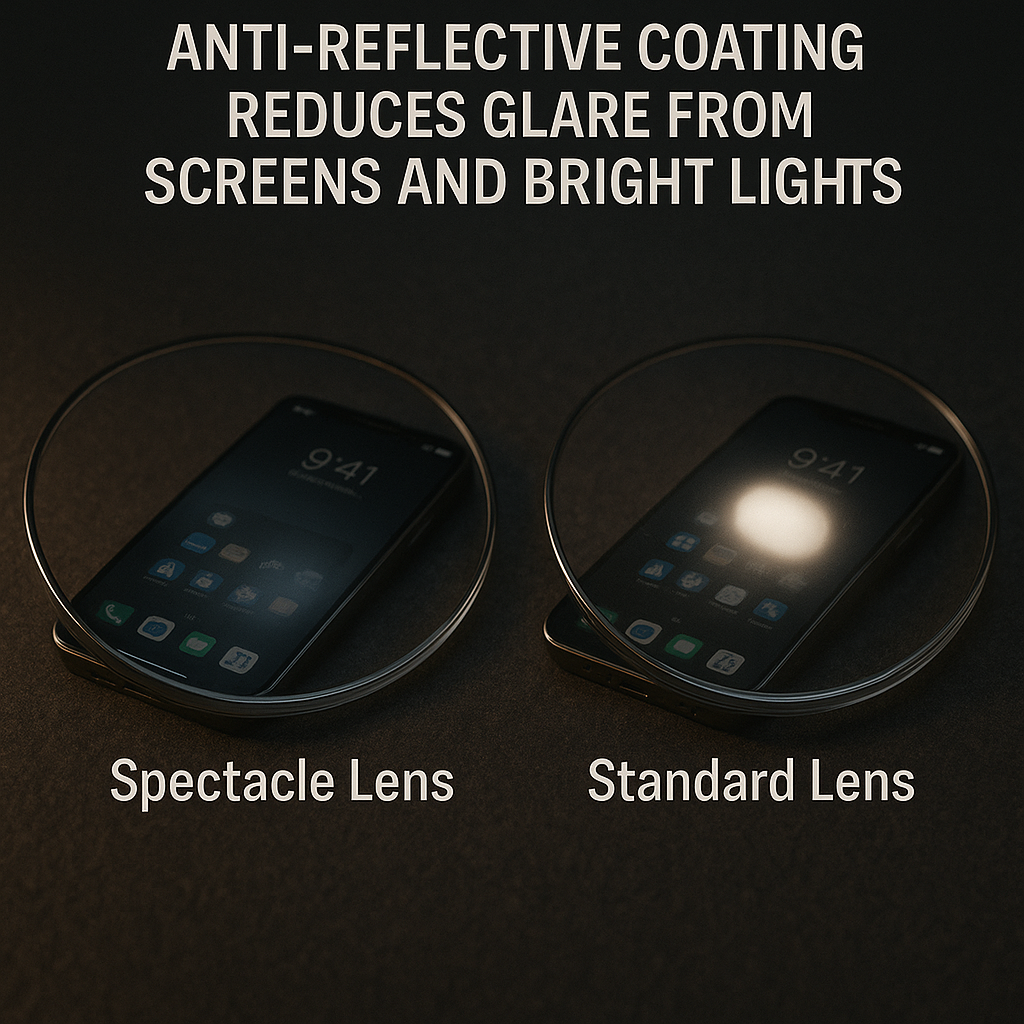 ANTI-REFLECTIVE COATING
REDUCES GLARE FROM
SCREENS AND BRIGHT LIGHTS
9:41
9:41
Spectacle Lens
Standard Lens